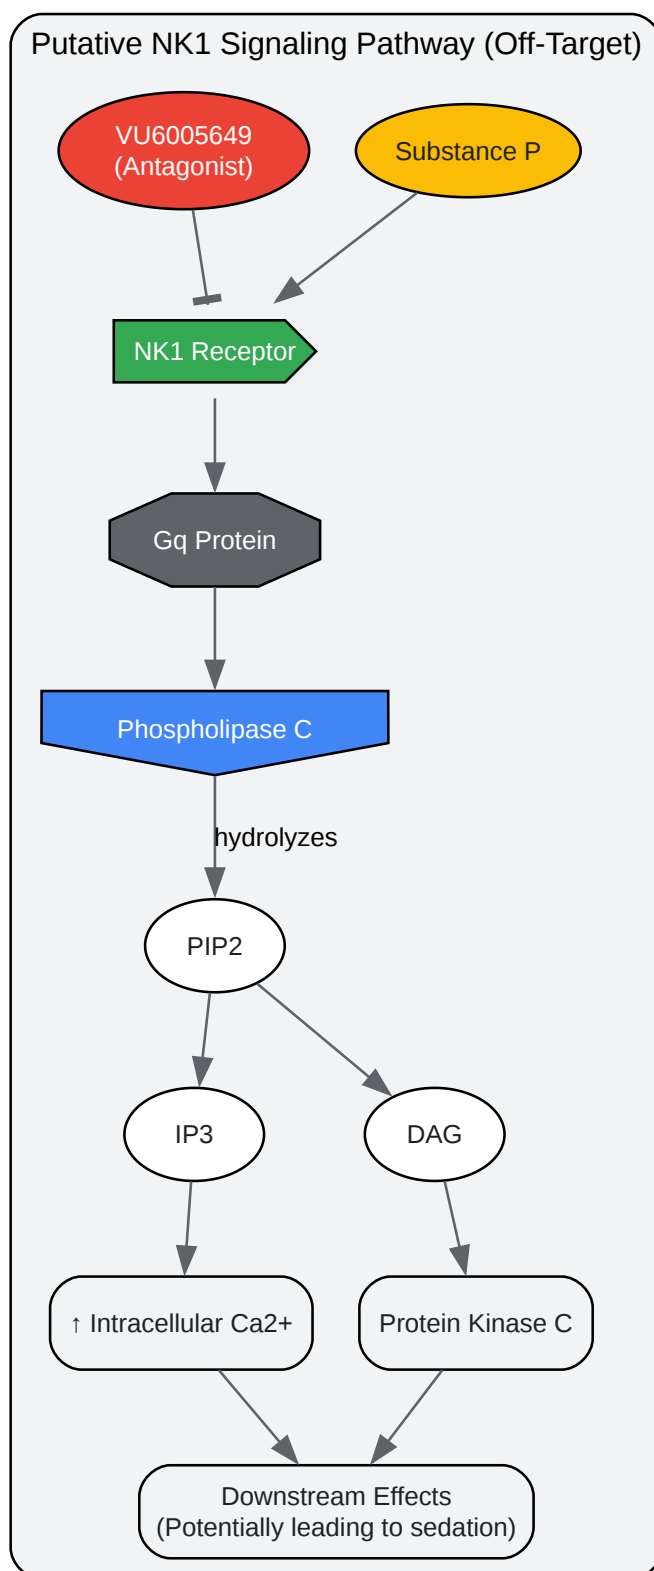 Putative NK1 Signaling Pathway (Off-Target)
VU6005649
(Antagonist)
Substance P
NK1 Receptor
Gq Protein
Phospholipase C
hydrolyzes
PIP2
IP3
DAG
↑ Intracellular Ca2+
Protein Kinase C
Downstream Effects
(Potentially leading to sedation)